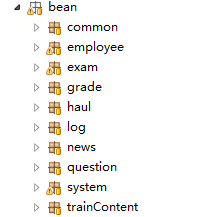 bean
common
employee
exam
grade
haul
log
news
question
system
trainContent